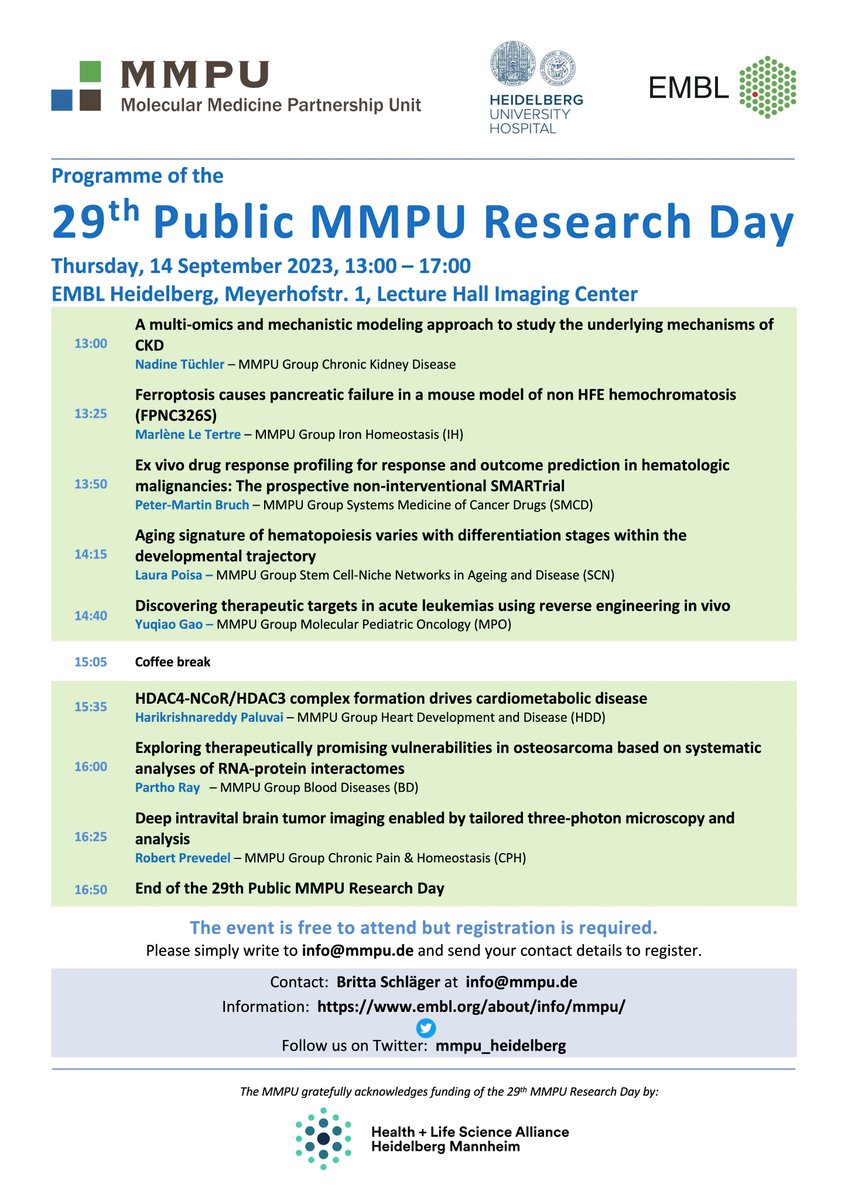 MMPU
Molecular Medicine Partnership Unit
HEIDELBERG
UNIVERSITY
HOSPITAL
EMBL
Programme of the
29th Public MMPU Research Day
Thursday, 14 September 2023, 13:00 – 17:00
EMBL Heidelberg, Meyerhofstr. 1, Lecture Hall Imaging Center
13:00
A multi-omics and mechanistic modeling approach to study the underlying mechanisms of
CKD
Nadine Tüchler – MMPU Group Chronic Kidney Disease
13:25
Ferroptosis causes pancreatic failure in a mouse model of non HFE hemochromatosis
(FPNC326S)
Marlène Le Tertre – MMPU Group Iron Homeostasis (IH)
13:50
Ex vivo drug response profiling for response and outcome prediction in hematologic
malignancies: The prospective non-interventional SMARTrial
Peter-Martin Bruch – MMPU Group Systems Medicine of Cancer Drugs (SMCD)
14:15
Aging signature of hematopoiesis varies with differentiation stages within the
developmental trajectory
Laura Poisa – MMPU Group Stem Cell-Niche Networks in Ageing and Disease (SCN)
14:40
Discovering therapeutic targets in acute leukemias using reverse engineering in vivo
Yuqiao Gao – MMPU Group Molecular Pediatric Oncology (MPO)
15:05 Coffee break
15:35
HDAC4-NCoR/HDAC3 complex formation drives cardiometabolic disease
Harikrishnareddy Paluvai – MMPU Group Heart Development and Disease (HDD)
16:00
Exploring therapeutically promising vulnerabilities in osteosarcoma based on systematic
analyses of RNA-protein interactomes
Partho Ray – MMPU Group Blood Diseases (BD)
16:25
Deep intravital brain tumor imaging enabled by tailored three-photon microscopy and
analysis
Robert Prevedel – MMPU Group Chronic Pain & Homeostasis (CPH)
16:50 End of the 29th Public MMPU Research Day
The event is free to attend but registration is required.
Please simply write to info@mmpu.de and send your contact details to register.
Contact: Britta Schläger at info@mmpu.de
Information: https://www.embl.org/about/info/mmpu/
Follow us on Twitter: mmpu_heidelberg
The MMPU gratefully acknowledges funding of the 29th MMPU Research Day by:
Health + Life Science Alliance
Heidelberg Mannheim